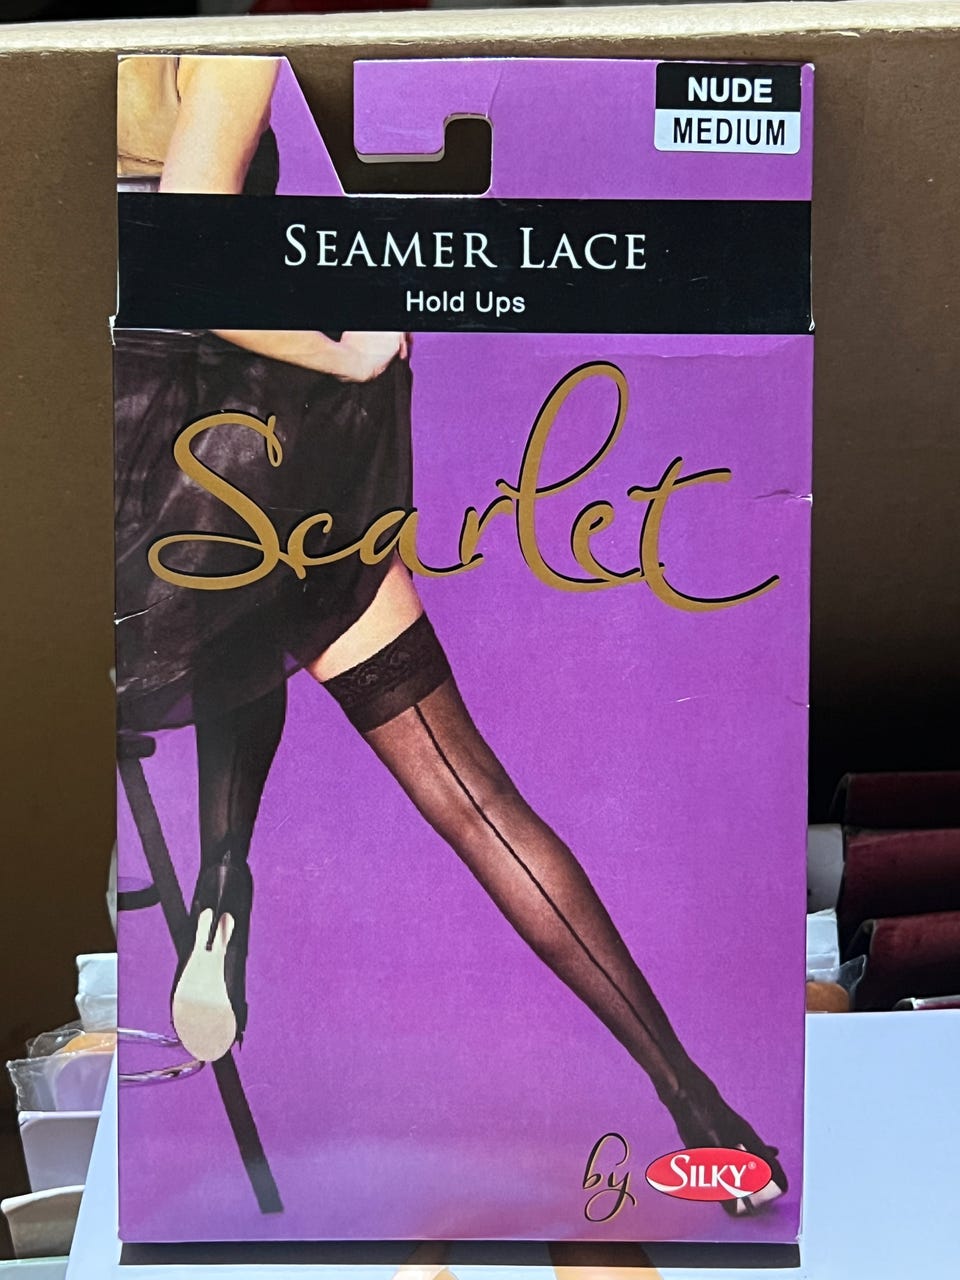 NUDE
MEDIUM
SEAMER LACE
Hold Ups
Scarlet
by SILKY®